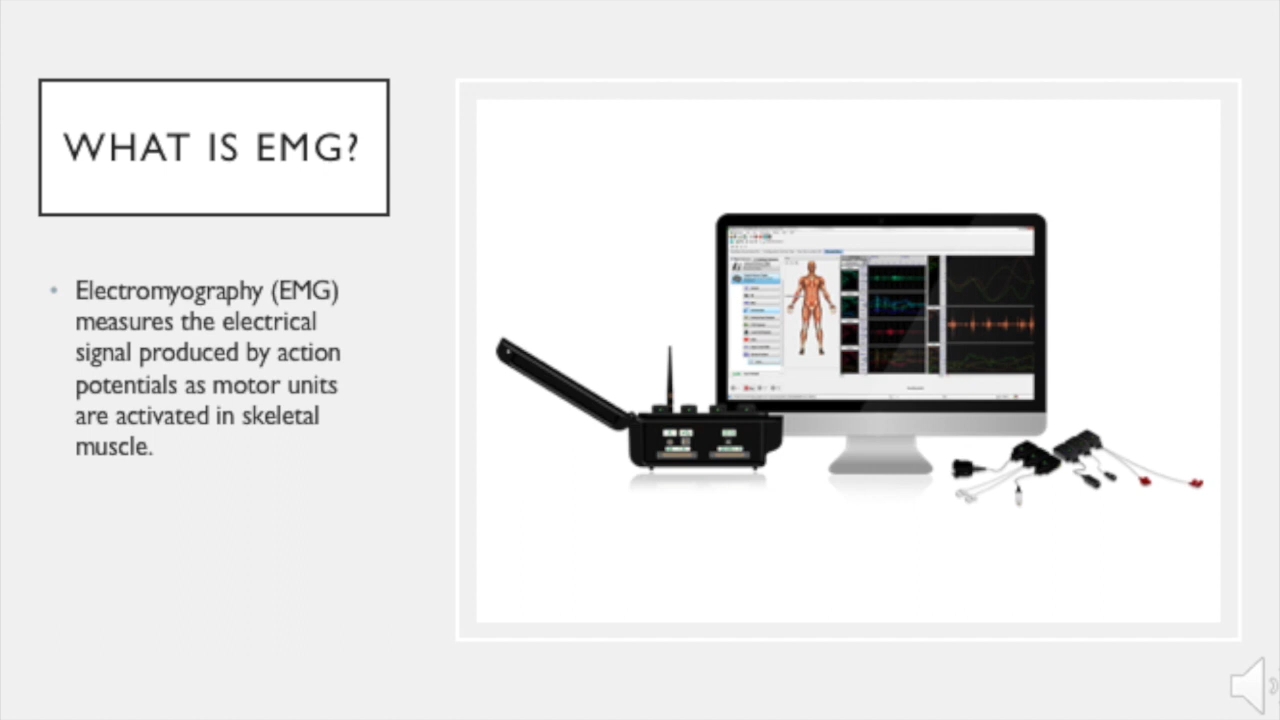 WHAT IS EMG?
• Electromyography (EMG)
measures the electrical
signal produced by action
potentials as motor units
are activated in skeletal
muscle.